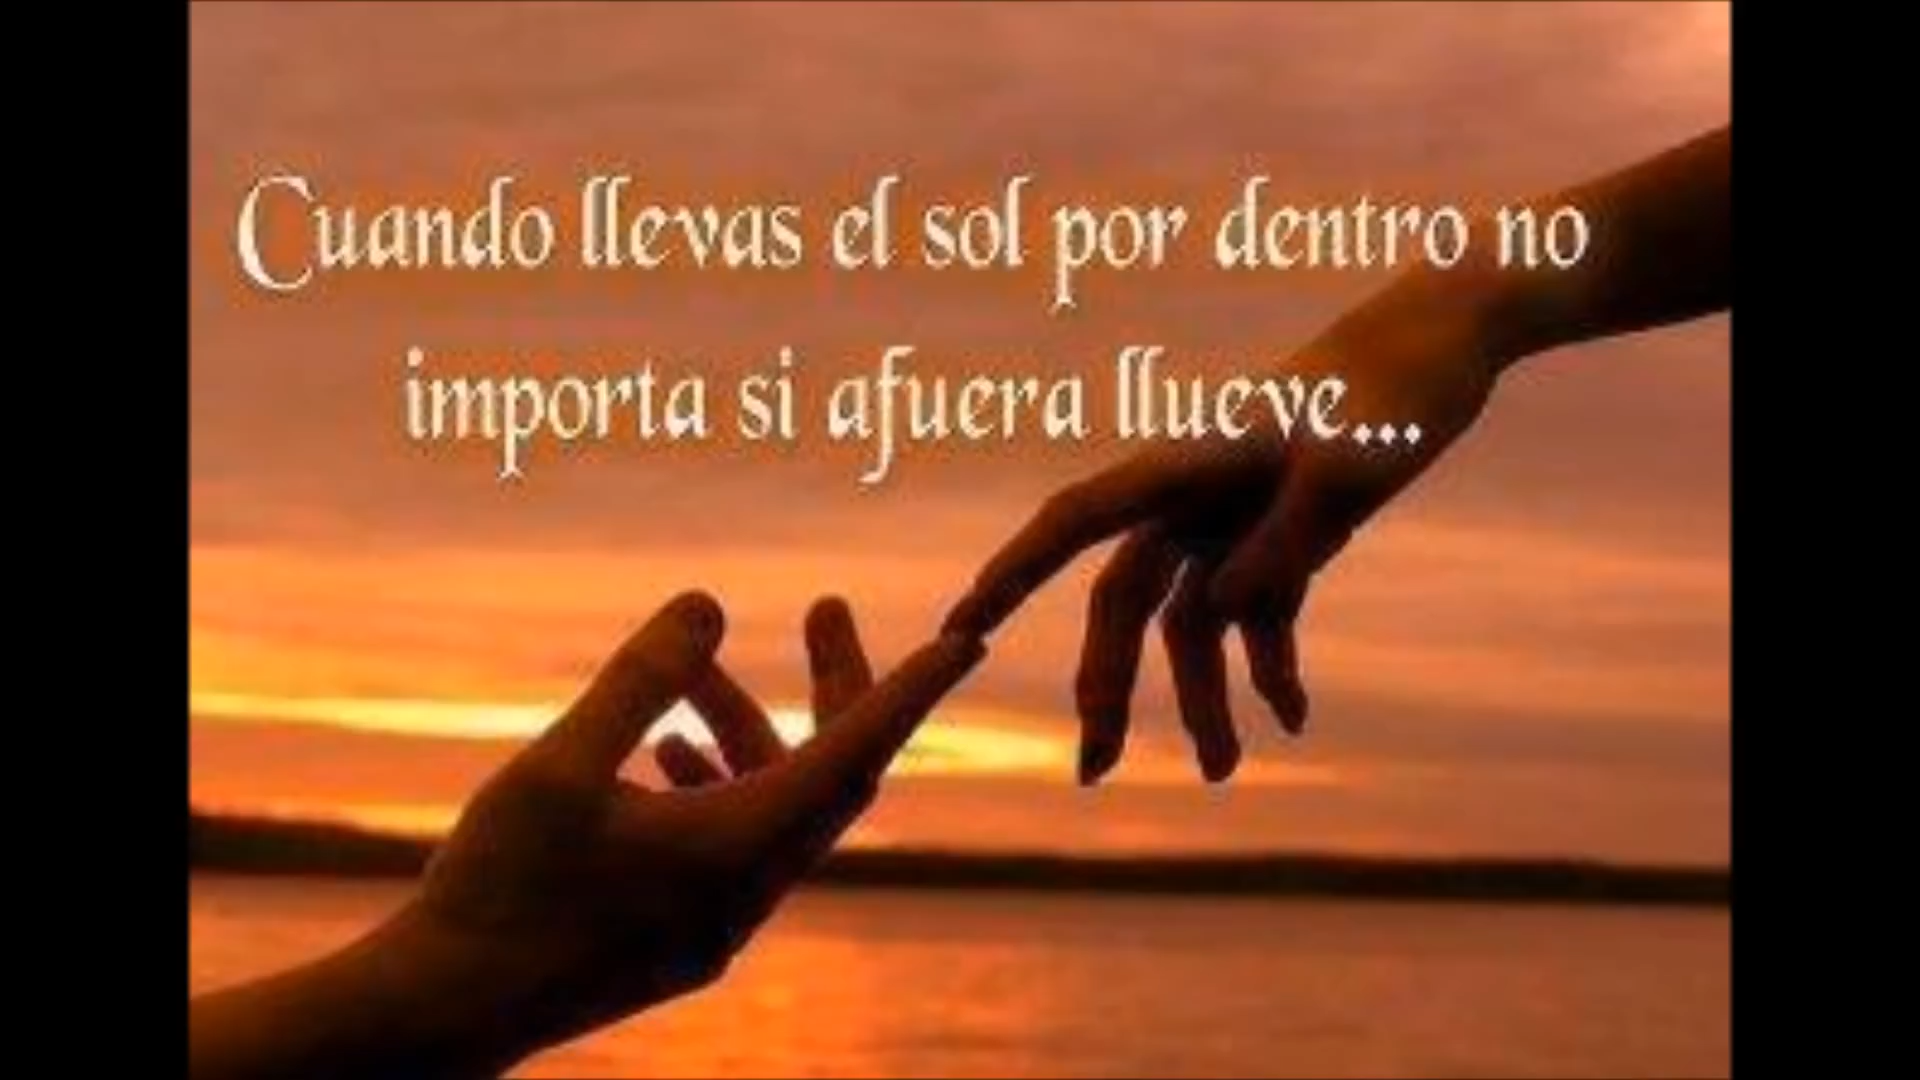 Cuando llevas el sol por dentro no
importa si afuera llueve...